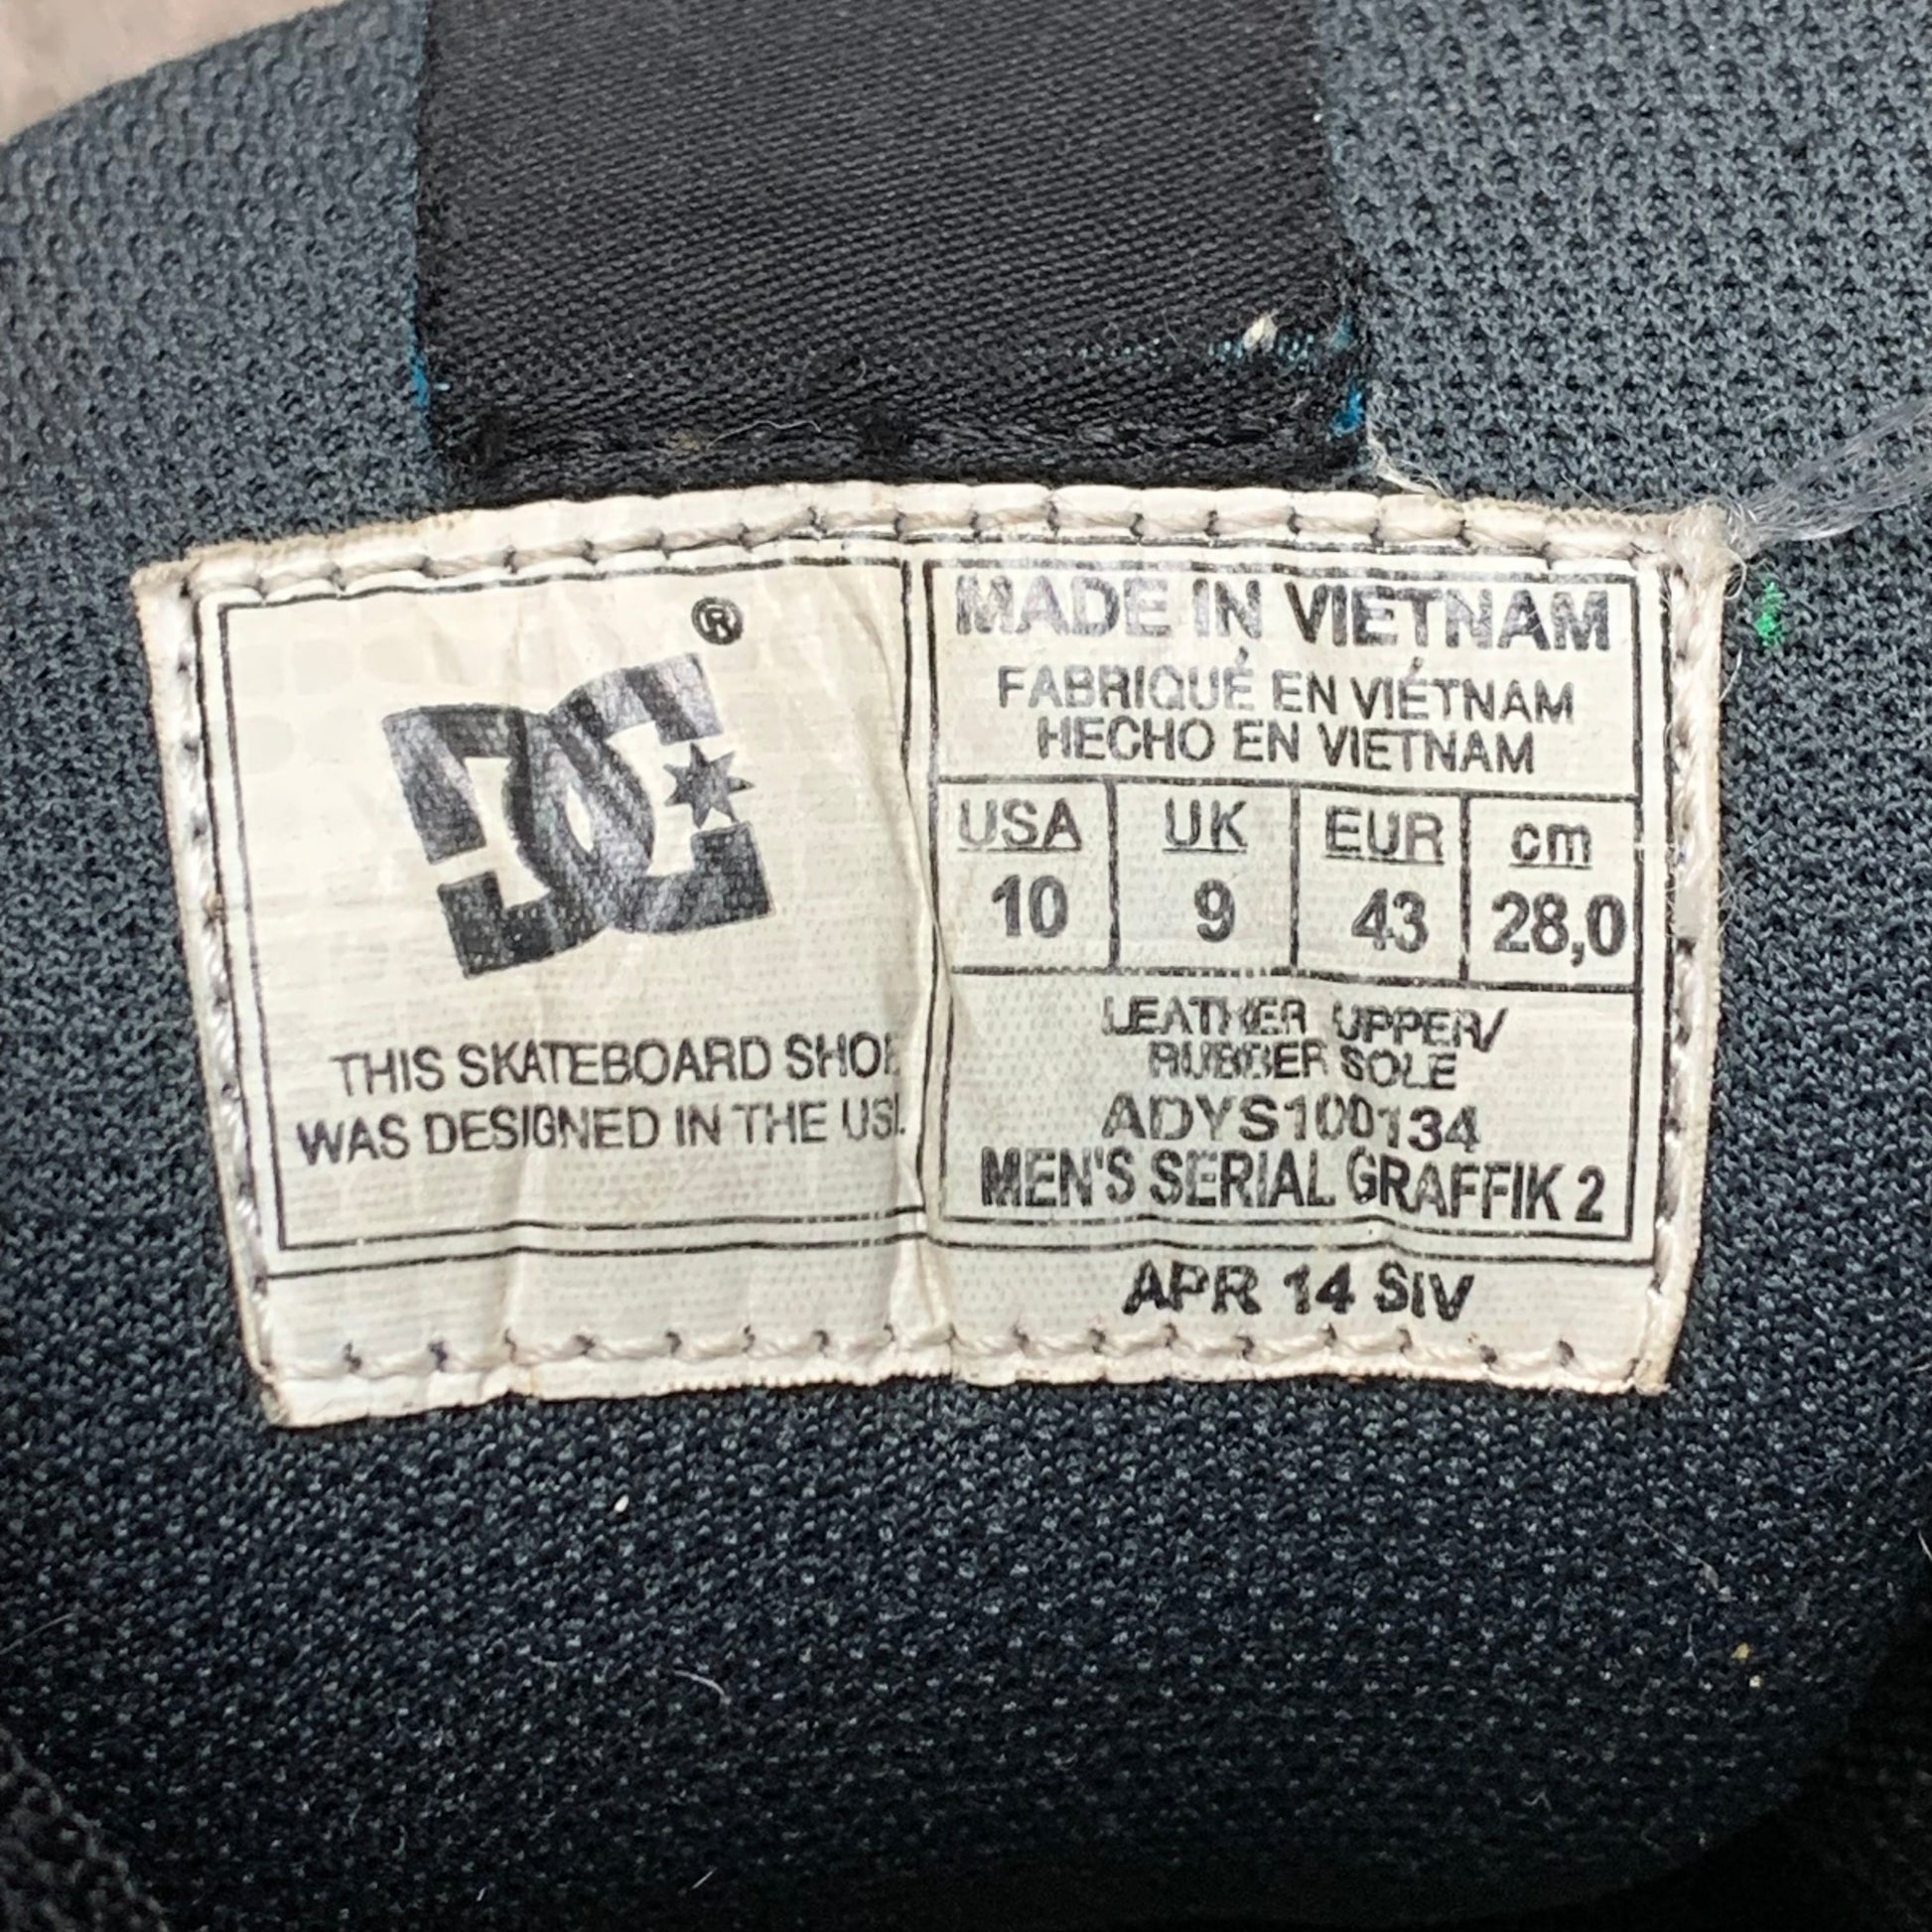 ®
DC
THIS SKATEBOARD SHOE
WAS DESIGNED IN THE USA
MADE IN VIETNAM
FABRIQUÉ EN VIÉTNAM
HECHO EN VIETNAM
USA UK EUR cm
10 9 43 28,0
LEATHER UPPER/
RUBBER SOLE
ADYS100134
MEN'S SERIAL GRAFFIK 2
APR 14 SIV